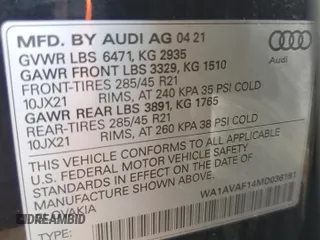 MFD. BY AUDI AG 04 21
GVWR LBS 6471, KG 2935
GAWR FRONT LBS 3329, KG 1510
FRONT-TIRES 285/45 R21
10JX21 RIMS, AT 240 KPA 35 PSI COLD
GAWR REAR LBS 3891, KG 1765
REAR-TIRES 285/45 R21
10JX21 RIMS, AT 260 KPA 38 PSI COLD
THIS VEHICLE CONFORMS TO ALL APPLICABLE
U.S. FEDERAL MOTOR VEHICLE SAFETY
STANDARDS IN EFFECT ON THE DATE OF
MANUFACTURE SHOWN ABOVE.
SLOVAKIA WA1AVAF14MD036161
TYPE:
Audi
DREAMBID